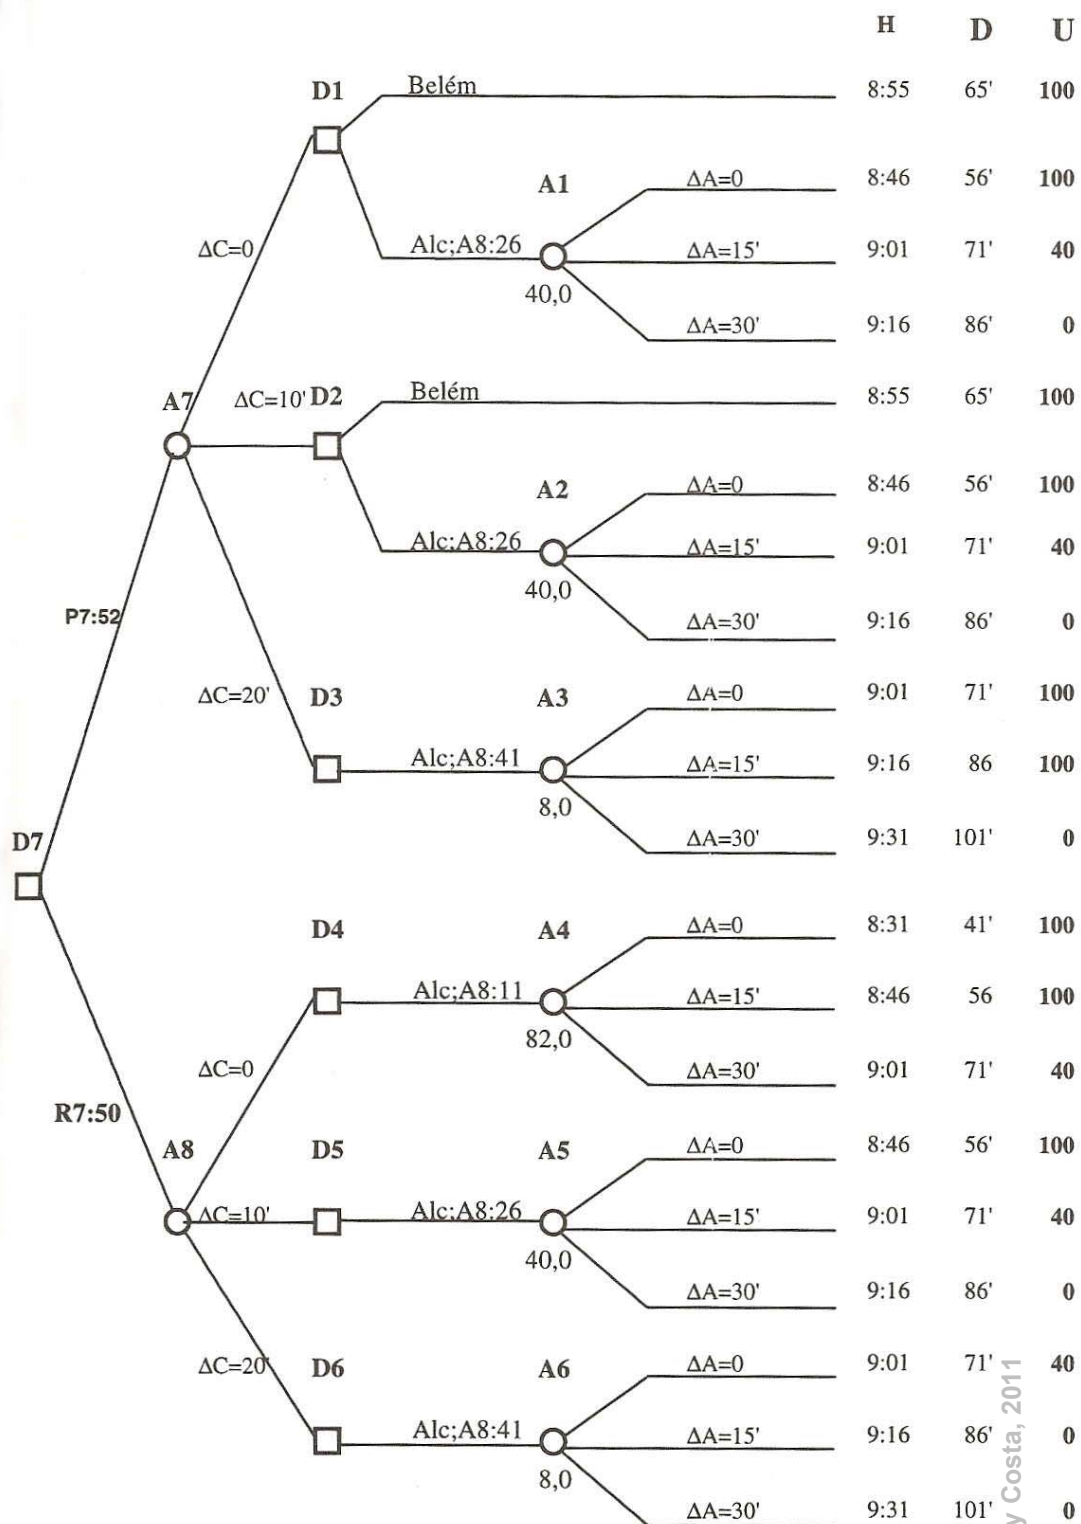 H D U
D1 Belém 8:55 65' 100
A1 ΔA=0 8:46 56' 100
ΔC=0 Alc;A8:26 ΔA=15' 9:01 71' 40
40,0
ΔA=30' 9:16 86' 0
A7 ΔC=10' D2 Belém 8:55 65' 100
A2 ΔA=0 8:46 56' 100
Alc;A8:26 ΔA=15' 9:01 71' 40
40,0
P7:52 ΔA=30' 9:16 86' 0
ΔC=20' D3 A3 ΔA=0 9:01 71' 100
Alc;A8:41 ΔA=15' 9:16 86 100
8,0
D7 ΔA=30' 9:31 101' 0
D4 A4 ΔA=0 8:31 41' 100
Alc;A8:11 ΔA=15' 8:46 56 100
82,0
ΔC=0 ΔA=30' 9:01 71' 40
R7:50
A8 D5 A5 ΔA=0 8:46 56' 100
ΔC=10' Alc;A8:26 ΔA=15' 9:01 71' 40
40,0
ΔA=30' 9:16 86' 0
ΔC=20' D6 A6 ΔA=0 9:01 71' 40
Alc;A8:41 ΔA=15' 9:16 86' 0
8,0
ΔA=30' 9:31 101' 0
y Costa, 2011